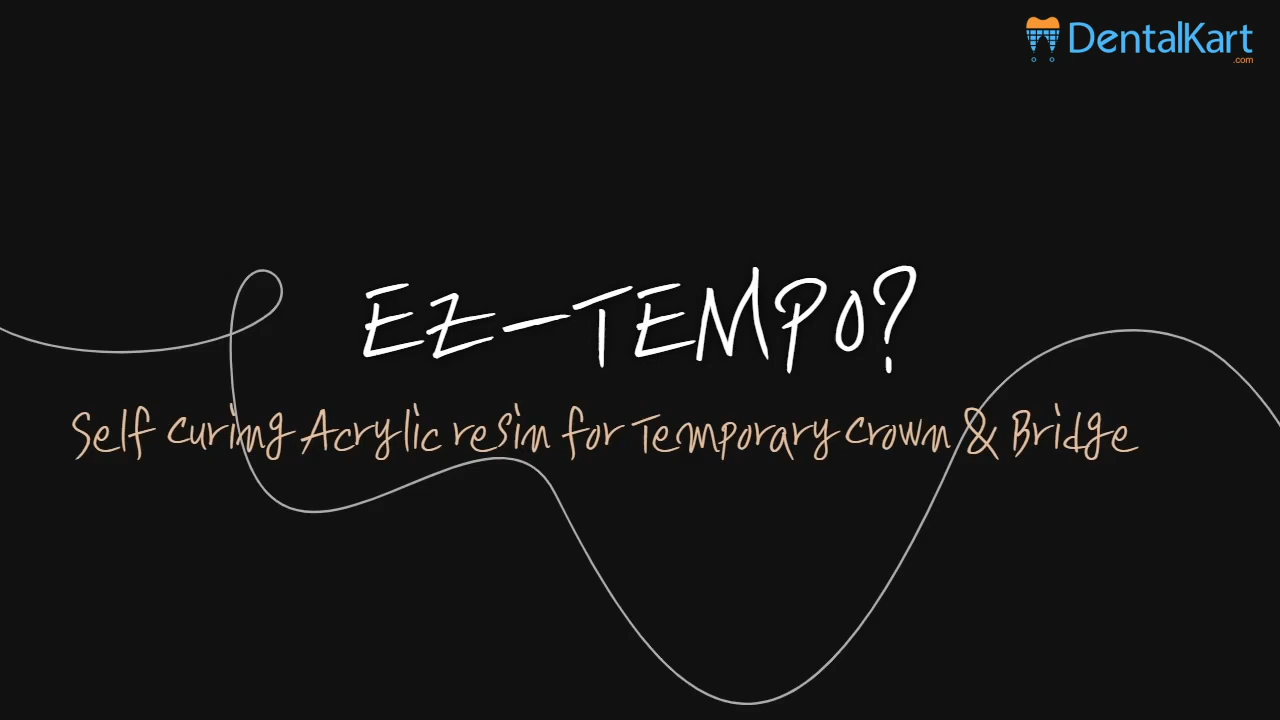 DentalKart
.com
EZ-TEMPO?
Self curing Acrylic resin for Temporary crown & Bridge